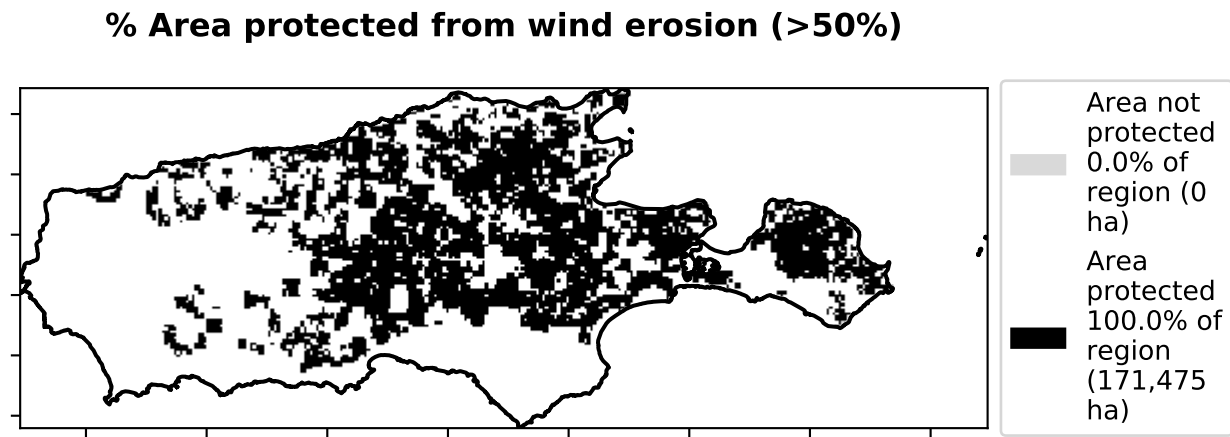 % Area protected from wind erosion (>50%)
Area not
protected
0.0% of
region (0
ha)
Area
protected
100.0% of
region
(171,475
ha)